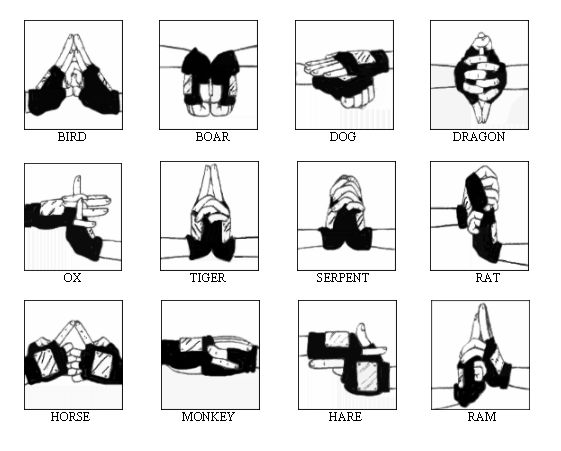 BIRD
BOAR
DOG
DRAGON
OX
TIGER
SERPENT
RAT
HORSE
MONKEY
HARE
RAM